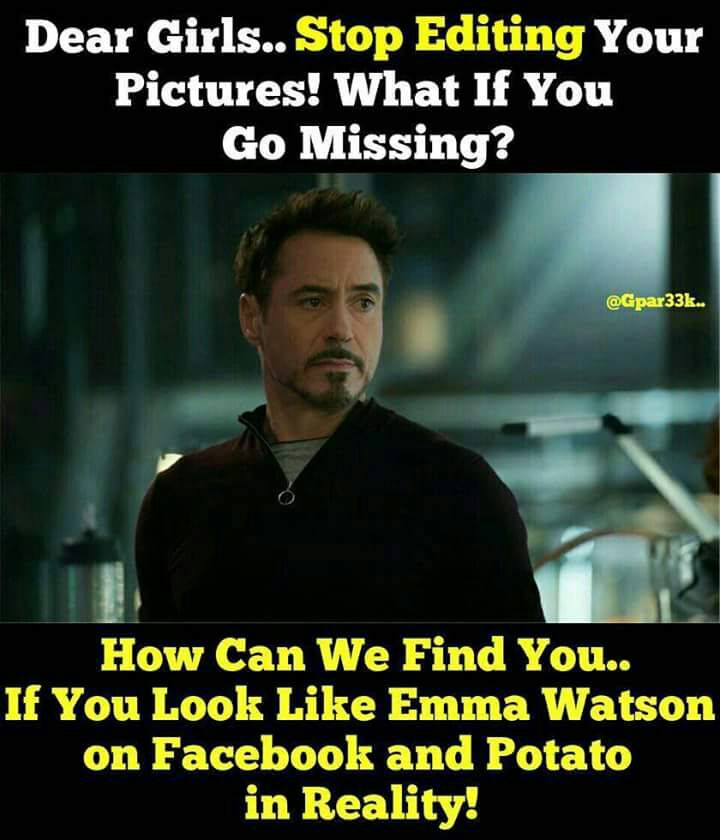 Dear Girls.. Stop Editing Your
Pictures! What If You
Go Missing?
@Gpar33k..
How Can We Find You..
If You Look Like Emma Watson
on Facebook and Potato
in Reality!